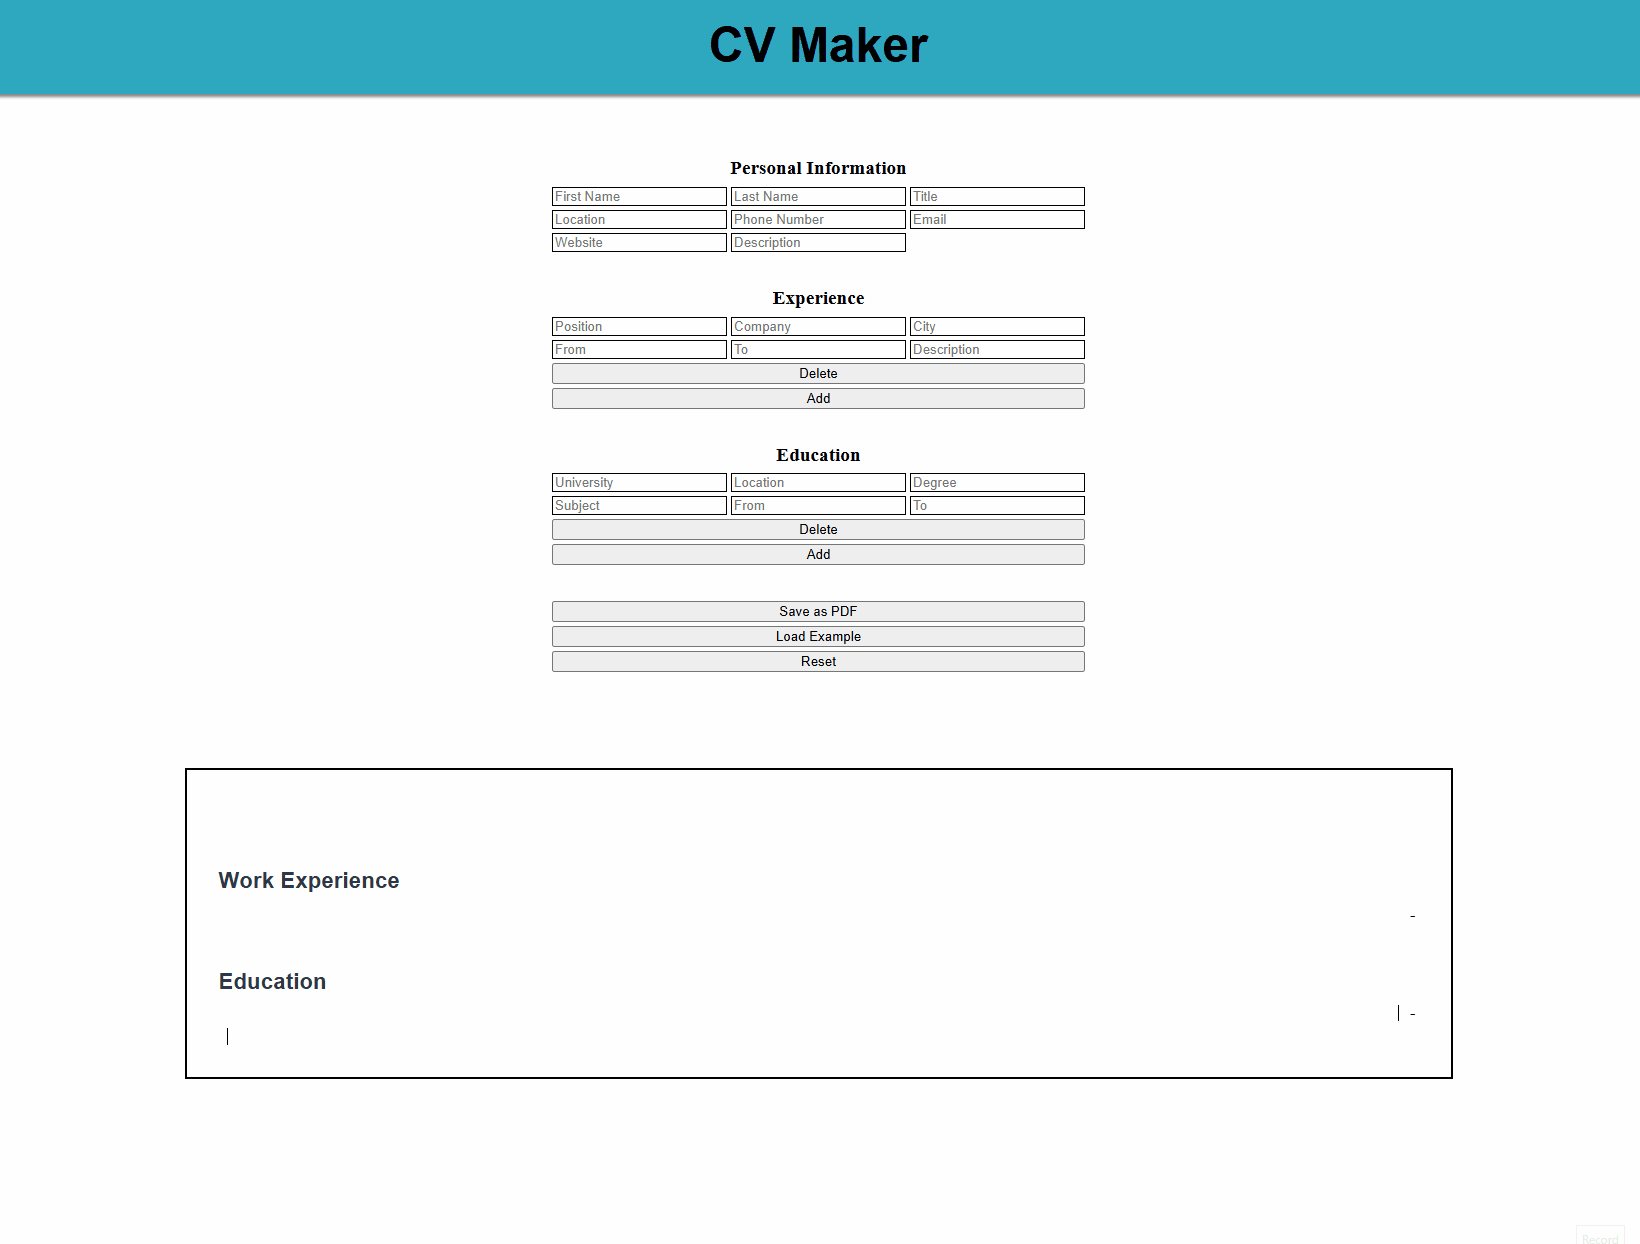 CV Maker
Personal Information
First Name Last Name Title
Location Phone Number Email
Website Description
Experience
Position Company City
From To Description
Delete
Add
Education
University Location Degree
Subject From To
Delete
Add
Save as PDF
Load Example
Reset
Work Experience
-
Education
| -
|
Record